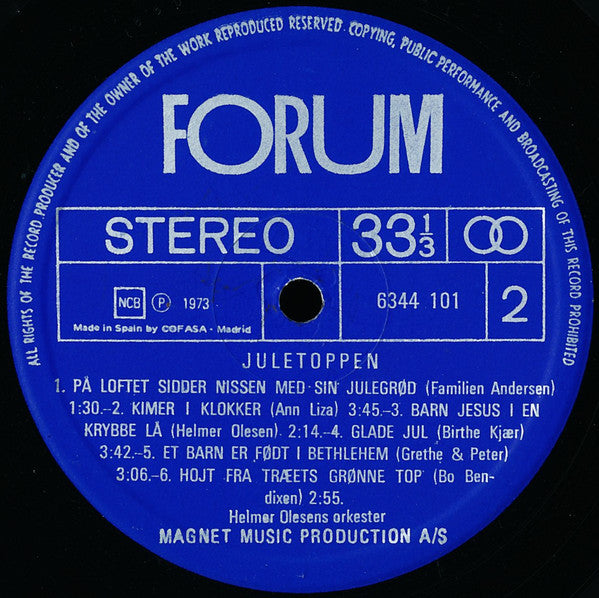 ALL RIGHTS OF THE RECORD PRODUCER AND OF THE OWNER OF THE WORK REPRODUCED RESERVED. COPYING, PUBLIC PERFORMANCE AND BROADCASTING OF THIS RECORD PROHIBITED
FORUM
STEREO 33 1/3
NCB Ⓟ 1973 6344 101 2
Made in Spain by COFASA - Madrid
JULETOPPEN
1. PÅ LOFTET SIDDER NISSEN MED SIN JULEGRØD (Familien Andersen)
1:30.-2. KIMER I KLOKKER (Ann Liza) 3:45.-3. BARN JESUS I EN
KRYBBE LÅ (Helmer Olesen) 2:14.-4. GLADE JUL (Birthe Kjær)
3:42.-5. ET BARN ER FØDT I BETHLEHEM (Grethe & Peter)
3:06.-6. HOJT FRA TRÆETS GRØNNE TOP (Bo Ben-
dixen) 2:55.
Helmer Olesens orkester
MAGNET MUSIC PRODUCTION A/S